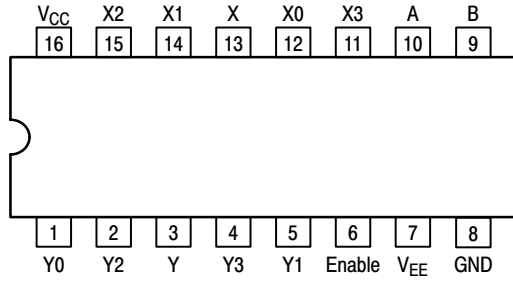 VCC X2 X1 X X0 X3 A B
16 15 14 13 12 11 10 9
1 2 3 4 5 6 7 8
Y0 Y2 Y Y3 Y1 Enable VEE GND